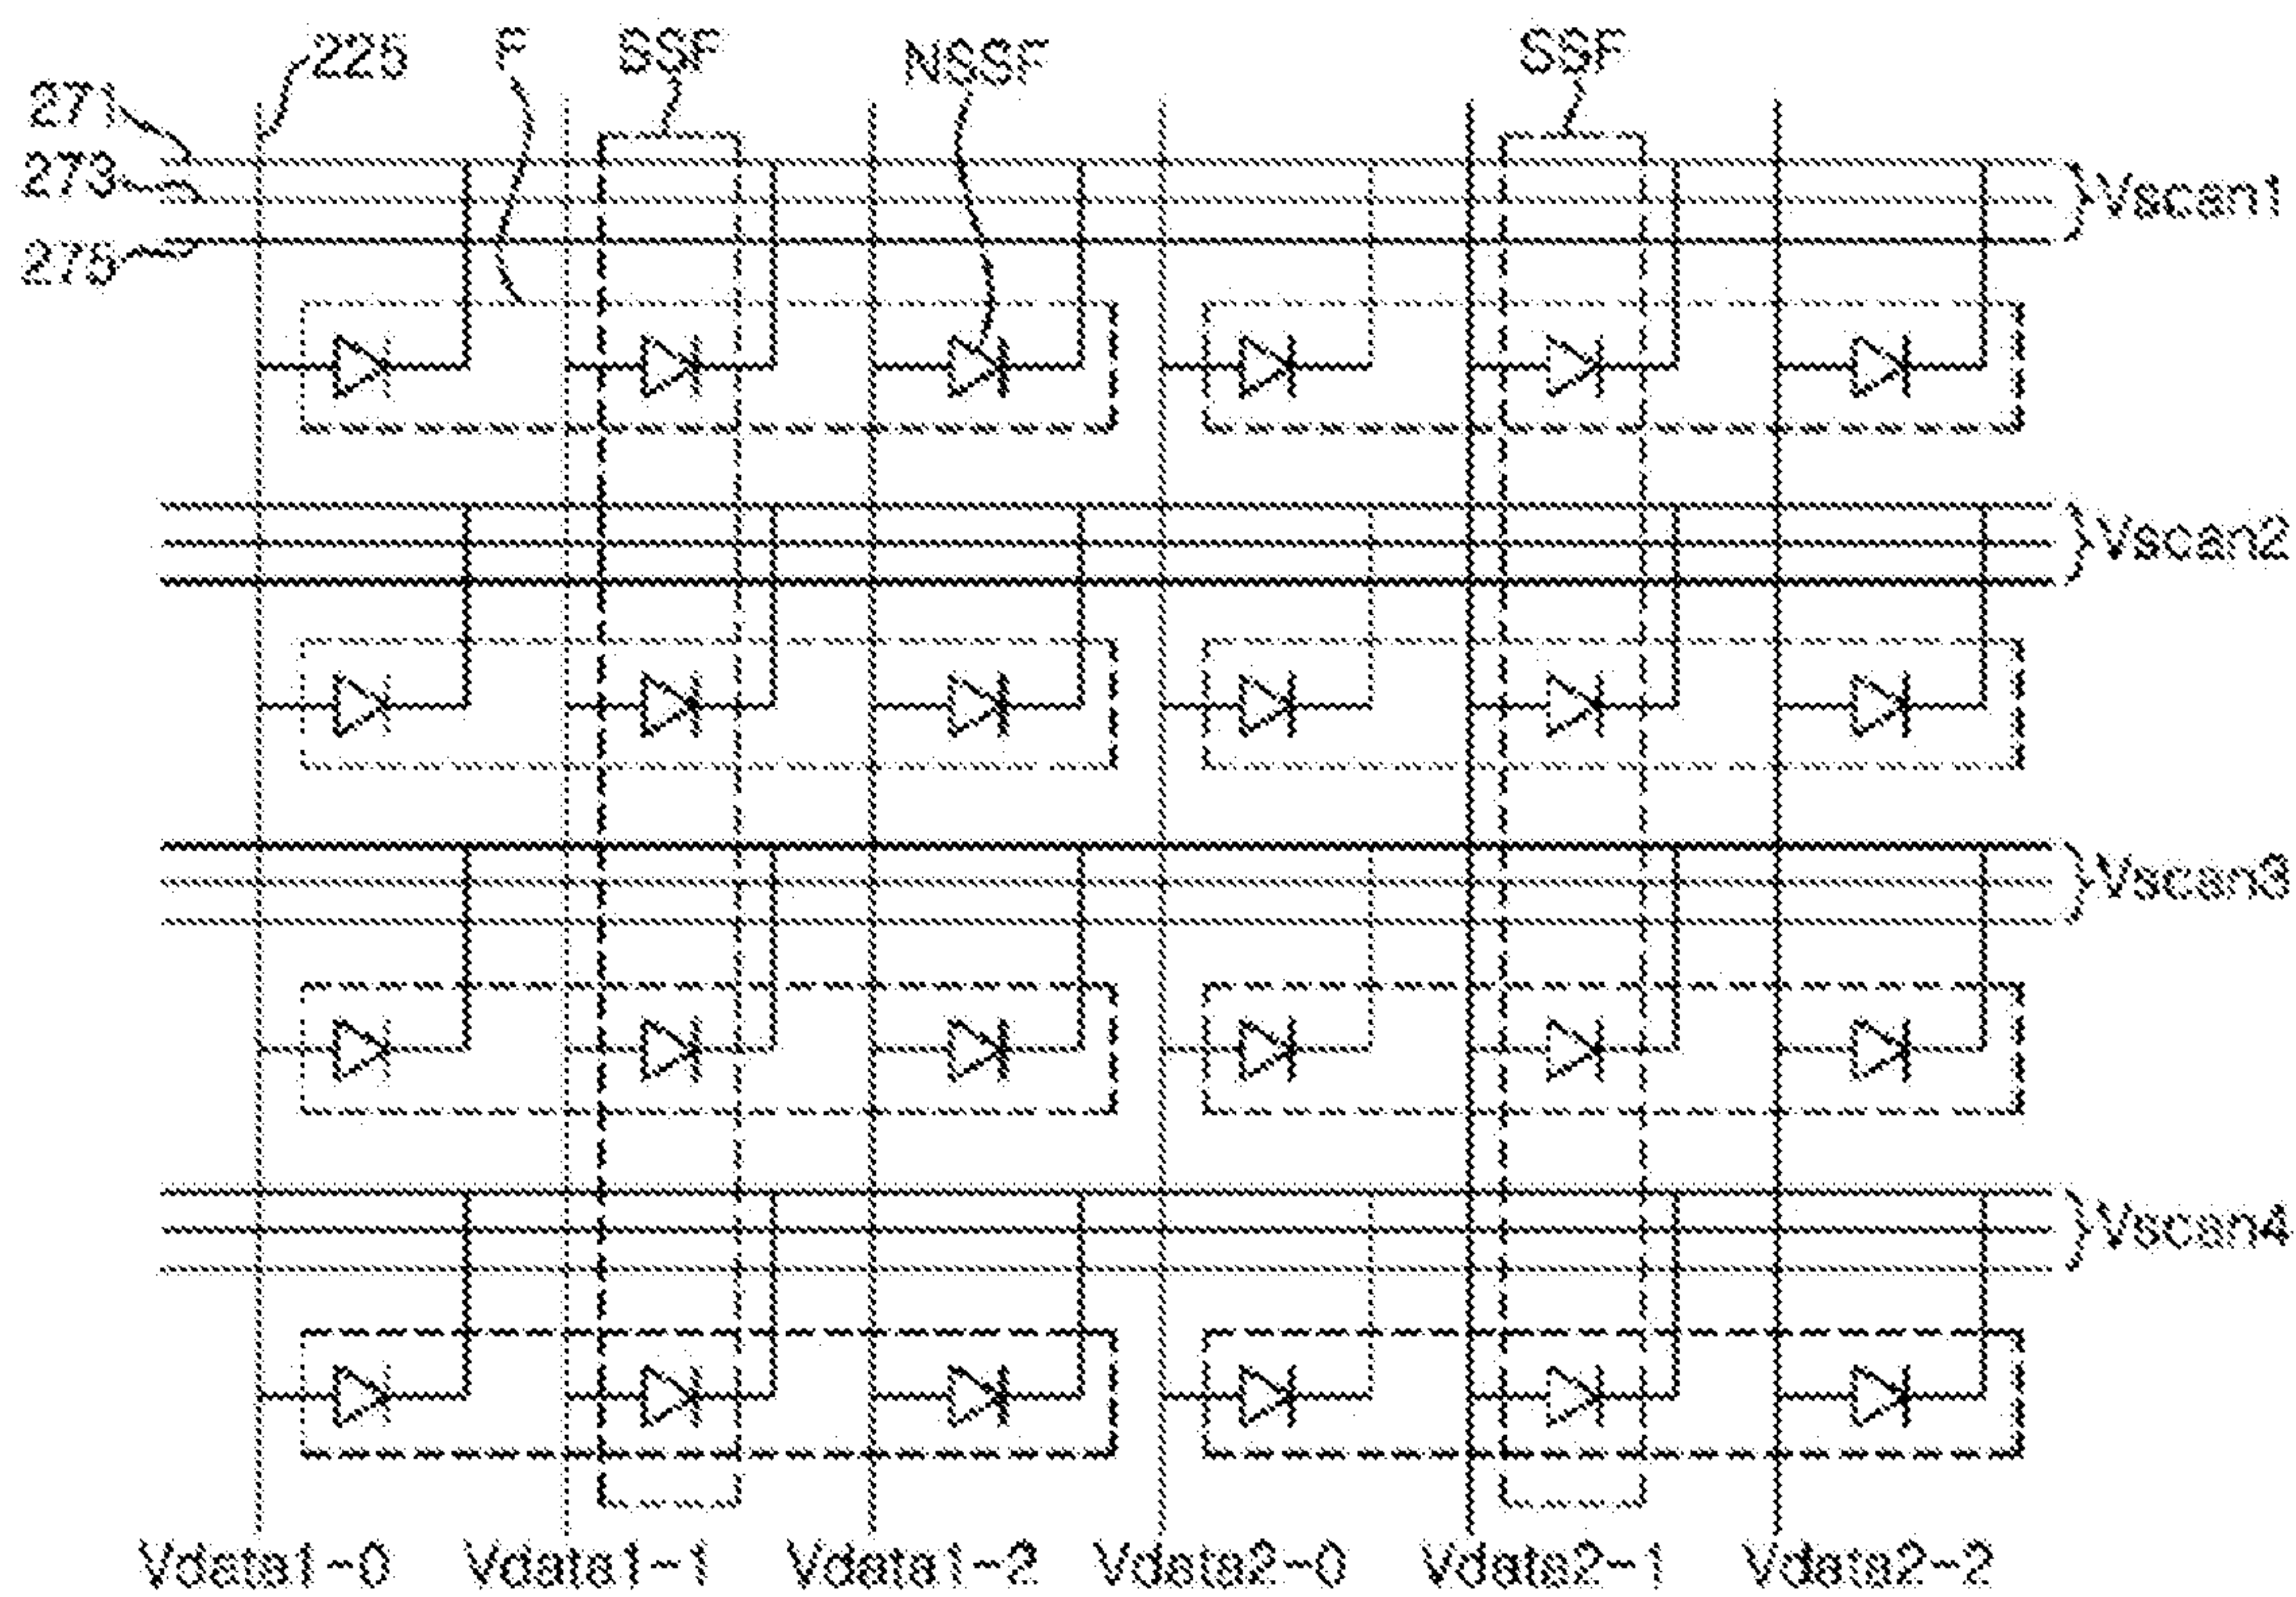 225 F SSF NSSF SSF
271
273
275
Vscan1
Vscan2
Vscan3
Vscan4
Vdata1-0 Vdata1-1 Vdata1-2 Vdata2-0 Vdata2-1 Vdata2-2